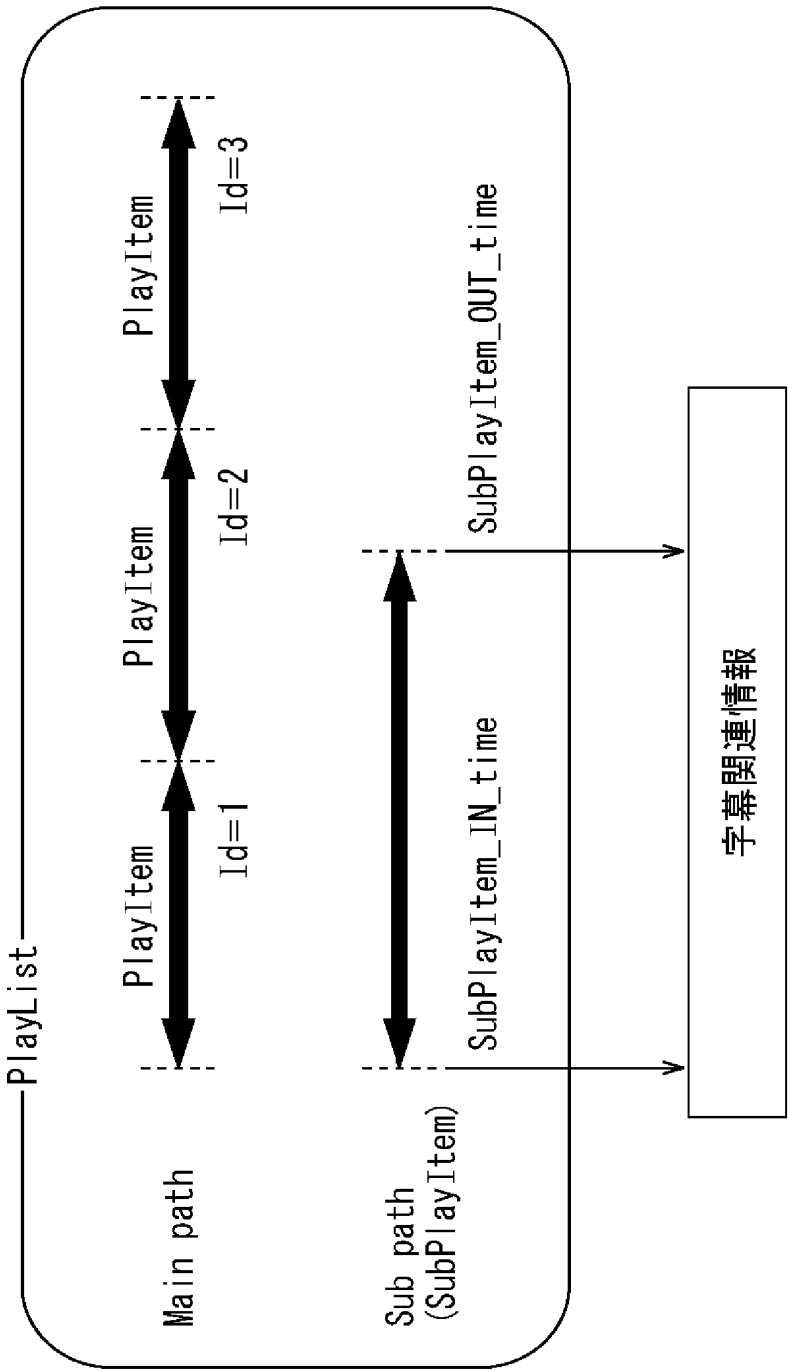 PlayList
Main path
PlayItem
Id=1
PlayItem
Id=2
PlayItem
Id=3
Sub path
(SubPlayItem)
SubPlayItem_IN_time
SubPlayItem_OUT_time
字幕関連情報